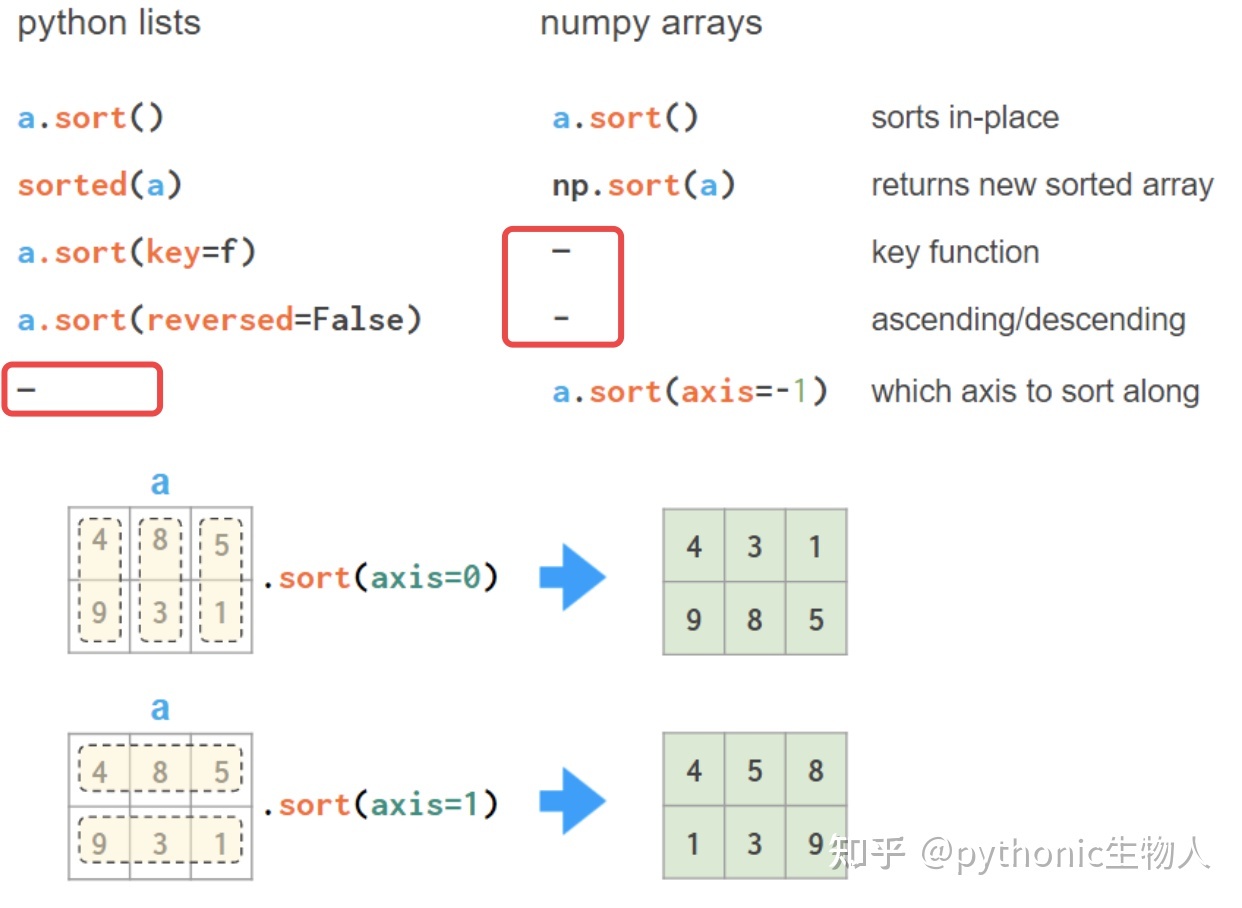 python lists numpy arrays
a.sort() a.sort() sorts in-place
sorted(a) np.sort(a) returns new sorted array
a.sort(key=f) – key function
a.sort(reversed=False) – ascending/descending
– a.sort(axis=-1) which axis to sort along
a
4 8 5 4 3 1
.sort(axis=0)
9 3 1 9 8 5
a
4 8 5 4 5 8
.sort(axis=1)
9 3 1 1 3 9
知乎 @pythonic生物人